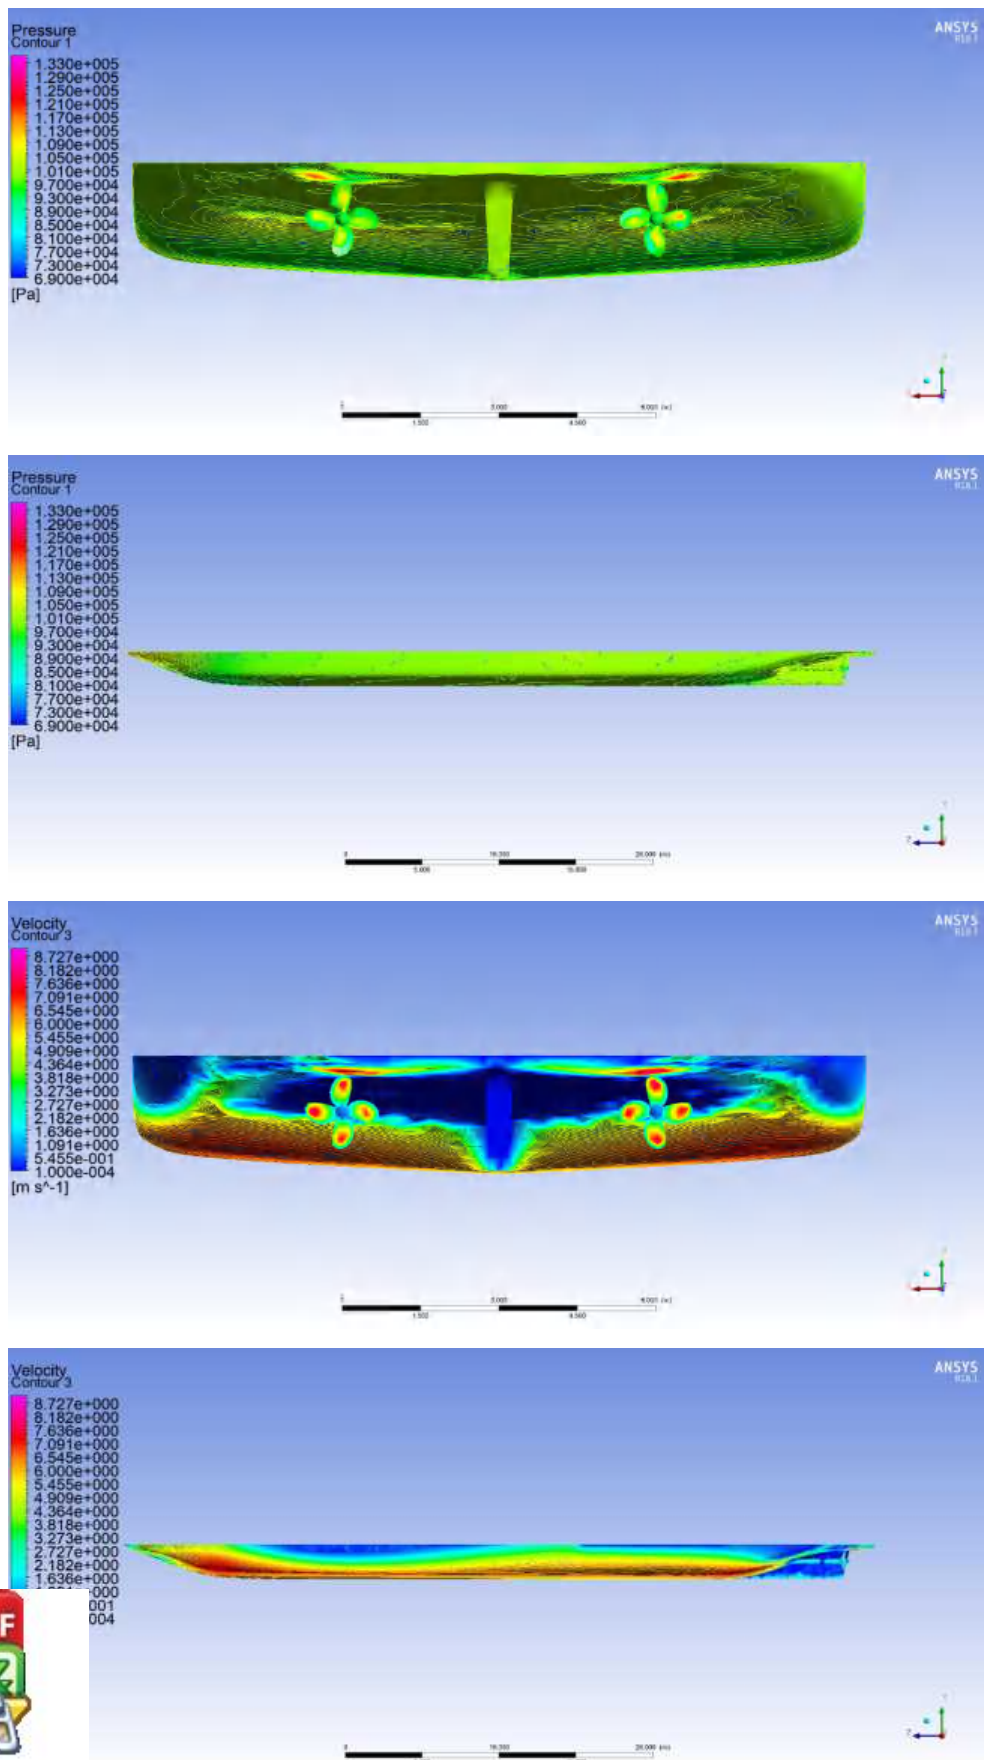 Pressure
Contour 1
ANSYS
1.330e+005
1.290e+005
1.250e+005
1.210e+005
1.170e+005
1.130e+005
1.090e+005
1.050e+005
1.010e+005
9.700e+004
9.300e+004
8.900e+004
8.500e+004
8.100e+004
7.700e+004
7.300e+004
6.900e+004
[Pa]
Pressure
Contour 1
ANSYS
1.330e+005
1.290e+005
1.250e+005
1.210e+005
1.170e+005
1.130e+005
1.090e+005
1.050e+005
1.010e+005
9.700e+004
9.300e+004
8.900e+004
8.500e+004
8.100e+004
7.700e+004
7.300e+004
6.900e+004
[Pa]
Velocity
Contour 3
ANSYS
8.727e+000
8.182e+000
7.636e+000
7.091e+000
6.545e+000
6.000e+000
5.455e+000
4.909e+000
4.364e+000
3.818e+000
3.273e+000
2.727e+000
2.182e+000
1.636e+000
1.091e+000
5.455e-001
1.000e-004
[m s^-1]
Velocity
Contour 3
ANSYS
8.727e+000
8.182e+000
7.636e+000
7.091e+000
6.545e+000
6.000e+000
5.455e+000
4.909e+000
4.364e+000
3.818e+000
3.273e+000
2.727e+000
2.182e+000
1.636e+000
000
001
004
F